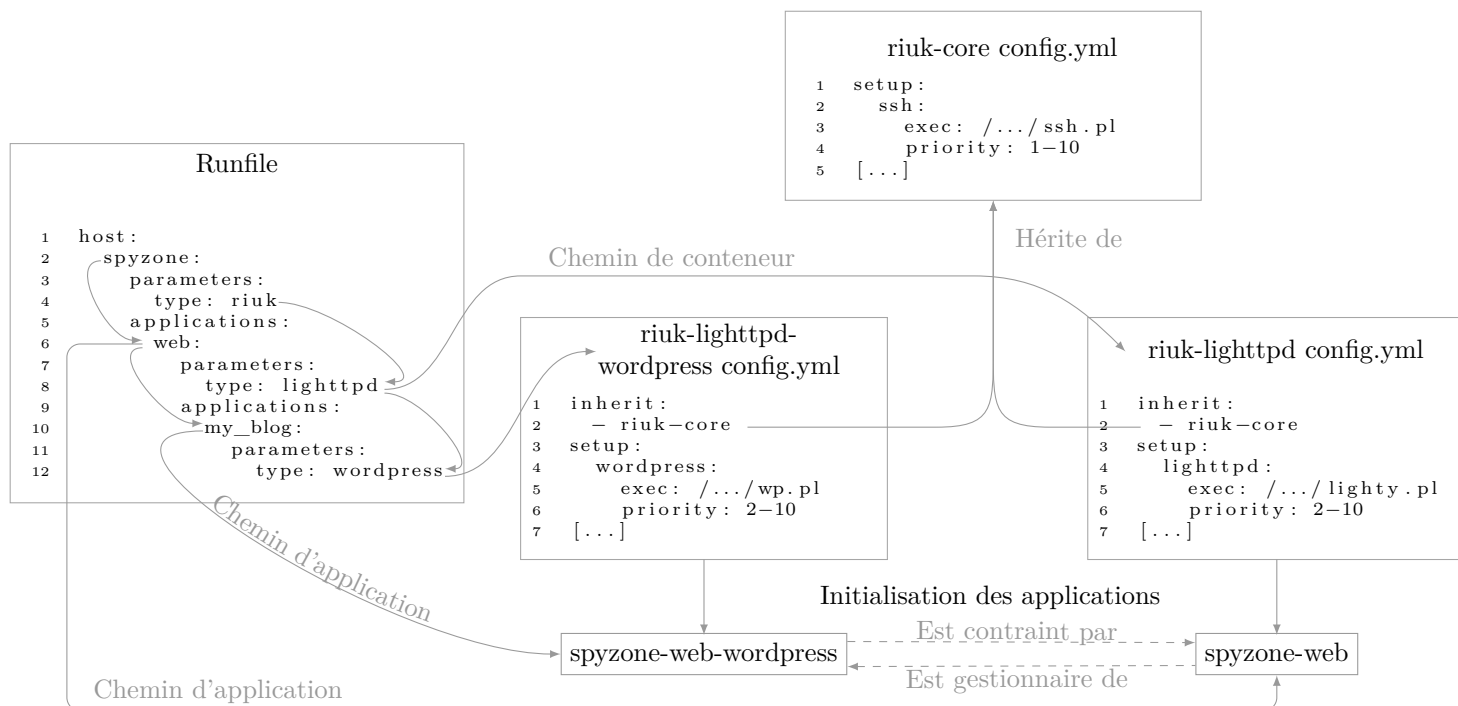 riuk-core config.yml
1 setup:
2 ssh:
3 exec: /.../ssh.pl
4 priority: 1−10
5 [...]
Runfile
1 host:
2 spyzone:
3 parameters:
4 type: riuk
5 applications:
6 web:
7 parameters:
8 type: lighttpd
9 applications:
10 my_blog:
11 parameters:
12 type: wordpress
Hérite de
Chemin de conteneur
riuk-lighttpd-
wordpress config.yml
1 inherit:
2 − riuk−core
3 setup:
4 wordpress:
5 exec: /.../wp.pl
6 priority: 2−10
7 [...]
riuk-lighttpd config.yml
1 inherit:
2 − riuk−core
3 setup:
4 lighttpd:
5 exec: /.../lighty.pl
6 priority: 2−10
7 [...]
Chemin d'application
Initialisation des applications
Est contraint par
spyzone-web-wordpress
spyzone-web
Est gestionnaire de
Chemin d'application